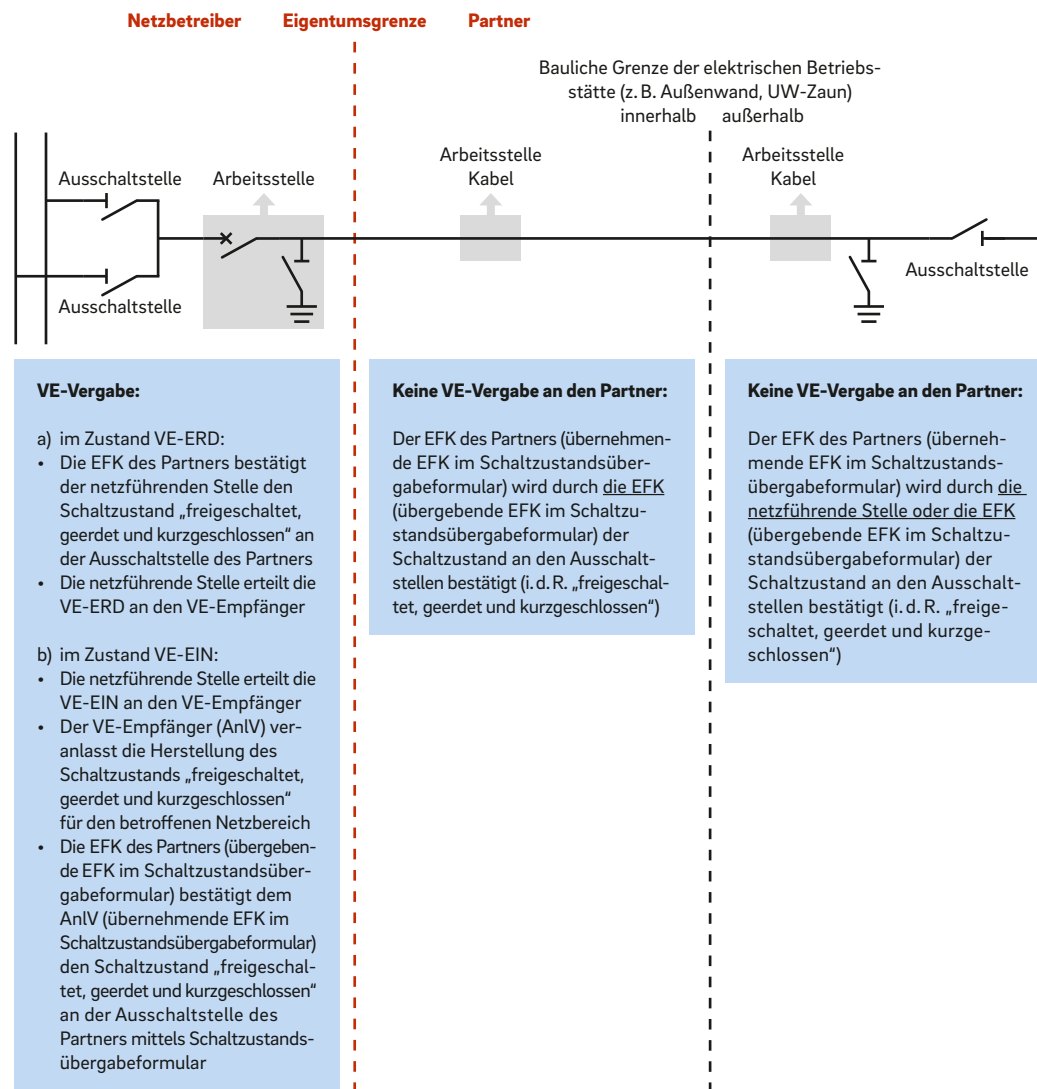 Netzbetreiber Eigentumsgrenze Partner
Bauliche Grenze der elektrischen Betriebs-
stätte (z. B. Außenwand, UW-Zaun)
innerhalb außerhalb
Ausschaltstelle
Arbeitsstelle
Arbeitsstelle
Kabel
Arbeitsstelle
Kabel
Ausschaltstelle
Ausschaltstelle
VE-Vergabe:
a) im Zustand VE-ERD:
• Die EFK des Partners bestätigt
der netzführenden Stelle den
Schaltzustand „freigeschaltet,
geerdet und kurzgeschlossen“ an
der Ausschaltstelle des Partners
• Die netzführende Stelle erteilt die
VE-ERD an den VE-Empfänger
b) im Zustand VE-EIN:
• Die netzführende Stelle erteilt die
VE-EIN an den VE-Empfänger
• Der VE-Empfänger (AnlV) ver-
anlasst die Herstellung des
Schaltzustands „freigeschaltet,
geerdet und kurzgeschlossen“
für den betroffenen Netzbereich
• Die EFK des Partners (übergeben-
de EFK im Schaltzustandsüber-
gabeformular) bestätigt dem
AnlV (übernehmende EFK im
Schaltzustandsübergabeformular)
den Schaltzustand „freigeschal-
tet, geerdet und kurzgeschlossen“
an der Ausschaltstelle des
Partners mittels Schaltzustands-
übergabeformular
Keine VE-Vergabe an den Partner:
Der EFK des Partners (übernehmen-
de EFK im Schaltzustandsüber-
gabeformular) wird durch die EFK
(übergebende EFK im Schaltzu-
standsübergabeformular) der
Schaltzustand an den Ausschalt-
stellen bestätigt (i. d. R. „freigeschal-
tet, geerdet und kurzgeschlossen“)
Keine VE-Vergabe an den Partner:
Der EFK des Partners (überneh-
mende EFK im Schaltzustands-
übergabeformular) wird durch die
netzführende Stelle oder die EFK
(übergebende EFK im Schaltzu-
standsübergabeformular) der
Schaltzustand an den Ausschalt-
stellen bestätigt (i. d. R. „freige-
schaltet, geerdet und kurzge-
schlossen“)